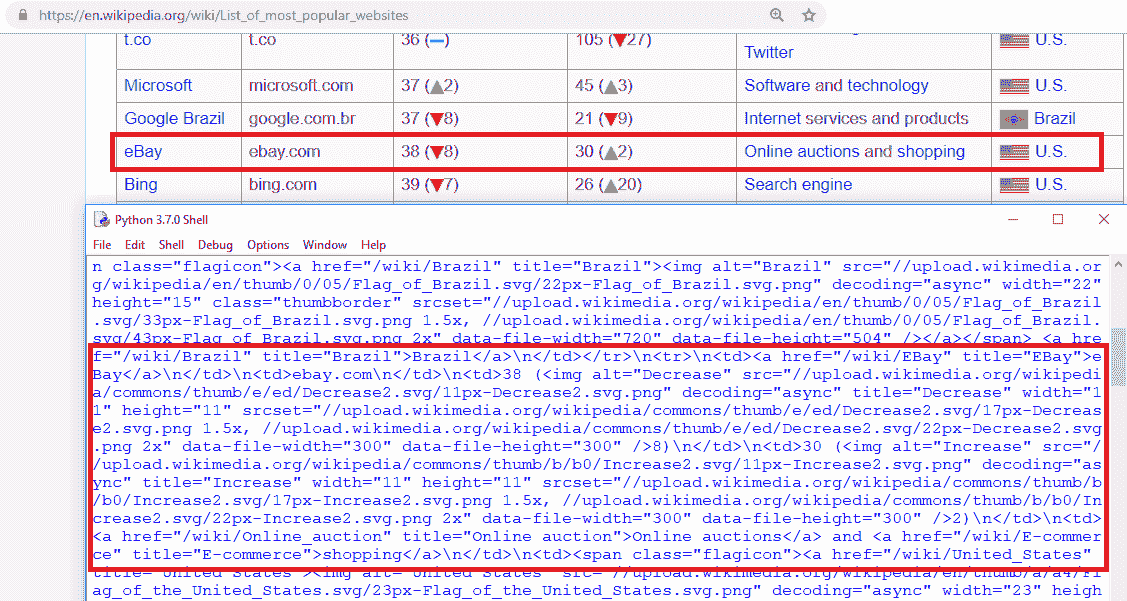 https://en.wikipedia.org/wiki/List_of_most_popular_websites
t.co t.co 36 (—) 105 (▼27) Twitter U.S.
Microsoft microsoft.com 37 (▲2) 45 (▲3) Software and technology U.S.
Google Brazil google.com.br 37 (▼8) 21 (▼9) Internet services and products Brazil
eBay ebay.com 38 (▼8) 30 (▲2) Online auctions and shopping U.S.
Bing bing.com 39 (▼7) 26 (▲20) Search engine U.S.
Python 3.7.0 Shell
File Edit Shell Debug Options Window Help
n class="flagicon"><a href="/wiki/Brazil" title="Brazil"><img alt="Brazil" src="//upload.wikimedia.or
g/wikipedia/en/thumb/0/05/Flag_of_Brazil.svg/22px-Flag_of_Brazil.svg.png" decoding="async" width="22"
height="15" class="thumbborder" srcset="//upload.wikimedia.org/wikipedia/en/thumb/0/05/Flag_of_Brazil
.svg/33px-Flag_of_Brazil.svg.png 1.5x, //upload.wikimedia.org/wikipedia/en/thumb/0/05/Flag_of_Brazil.
svg/43px-Flag_of_Brazil.svg.png 2x" data-file-width="720" data-file-height="504" /></a></span> <a hre
f="/wiki/Brazil" title="Brazil">Brazil</a>\n</td></tr>\n<tr>\n<td><a href="/wiki/EBay" title="EBay">e
Bay</a>\n</td>\n<td>ebay.com\n</td>\n<td>38 (<img alt="Decrease" src="//upload.wikimedia.org/wikipedi
a/commons/thumb/e/ed/Decrease2.svg/11px-Decrease2.svg.png" decoding="async" title="Decrease" width="1
1" height="11" srcset="//upload.wikimedia.org/wikipedia/commons/thumb/e/ed/Decrease2.svg/17px-Decreas
e2.svg.png 1.5x, //upload.wikimedia.org/wikipedia/commons/thumb/e/ed/Decrease2.svg/22px-Decrease2.svg
.png 2x" data-file-width="300" data-file-height="300" />8)\n</td>\n<td>30 (<img alt="Increase" src="/
/upload.wikimedia.org/wikipedia/commons/thumb/b/b0/Increase2.svg/11px-Increase2.svg.png" decoding="as
ync" title="Increase" width="11" height="11" srcset="//upload.wikimedia.org/wikipedia/commons/thumb/b
/b0/Increase2.svg/17px-Increase2.svg.png 1.5x, //upload.wikimedia.org/wikipedia/commons/thumb/b/b0/In
crease2.svg/22px-Increase2.svg.png 2x" data-file-width="300" data-file-height="300" />2)\n</td>\n<td>
<a href="/wiki/Online_auction" title="Online auction">Online auctions</a> and <a href="/wiki/E-commer
ce" title="E-commerce">shopping</a>\n</td>\n<td><span class="flagicon"><a href="/wiki/United_States"
title="United States"><img alt="United States" src="//upload.wikimedia.org/wikipedia/en/thumb/a/a4/Fl
ag_of_the_United_States.svg/23px-Flag_of_the_United_States.svg.png" decoding="async" width="23" heigh